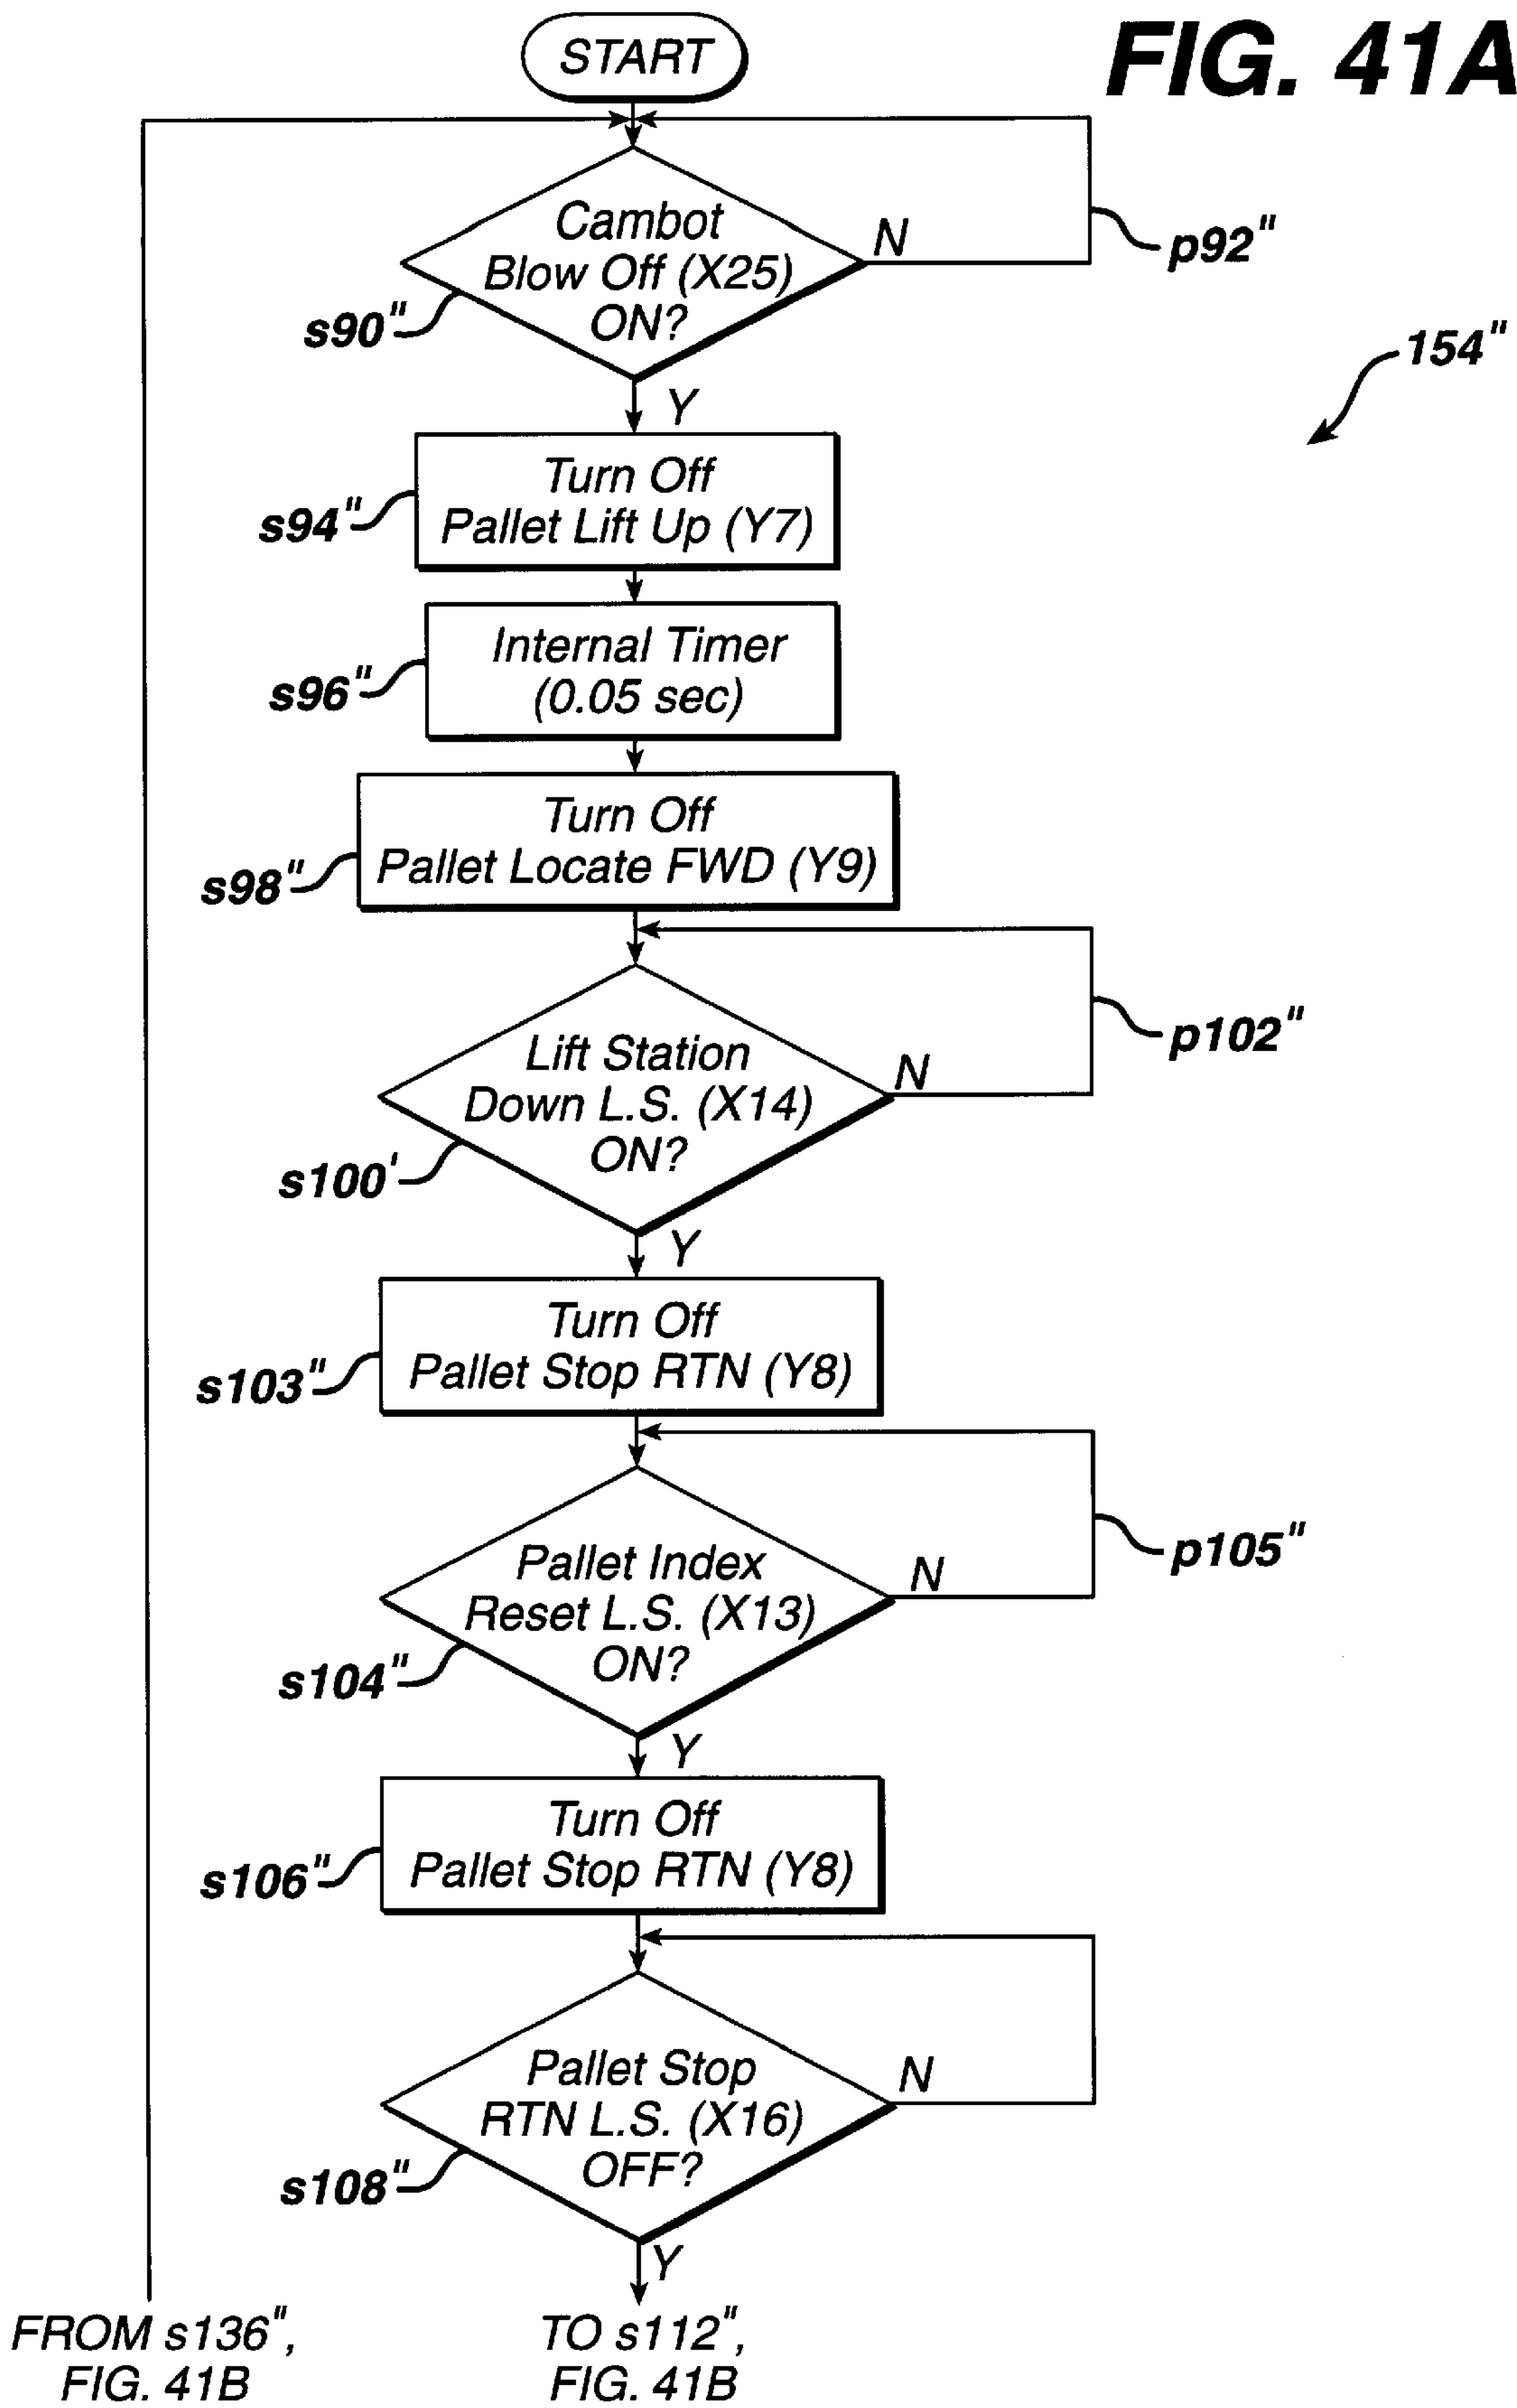 FIG. 41A
START
Cambot
Blow Off (X25)
ON?
N
p92"
s90"
154"
Y
Turn Off
Pallet Lift Up (Y7)
s94"
Internal Timer
(0.05 sec)
s96"
Turn Off
Pallet Locate FWD (Y9)
s98"
Lift Station
Down L.S. (X14)
ON?
N
p102"
s100'
Y
Turn Off
Pallet Stop RTN (Y8)
s103"
Pallet Index
Reset L.S. (X13)
ON?
N
p105"
s104"
Y
Turn Off
Pallet Stop RTN (Y8)
s106"
Pallet Stop
RTN L.S. (X16)
OFF?
N
s108"
Y
FROM s136",
FIG. 41B
TO s112",
FIG. 41B